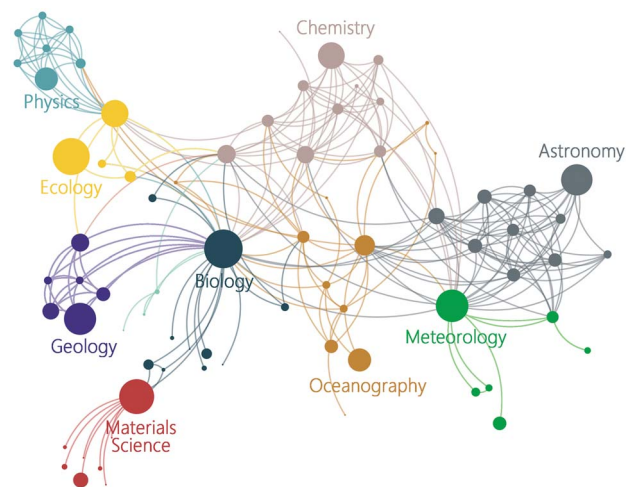 Chemistry
Physics
Astronomy
Ecology
Biology
Meteorology
Geology
Oceanography
Materials
Science